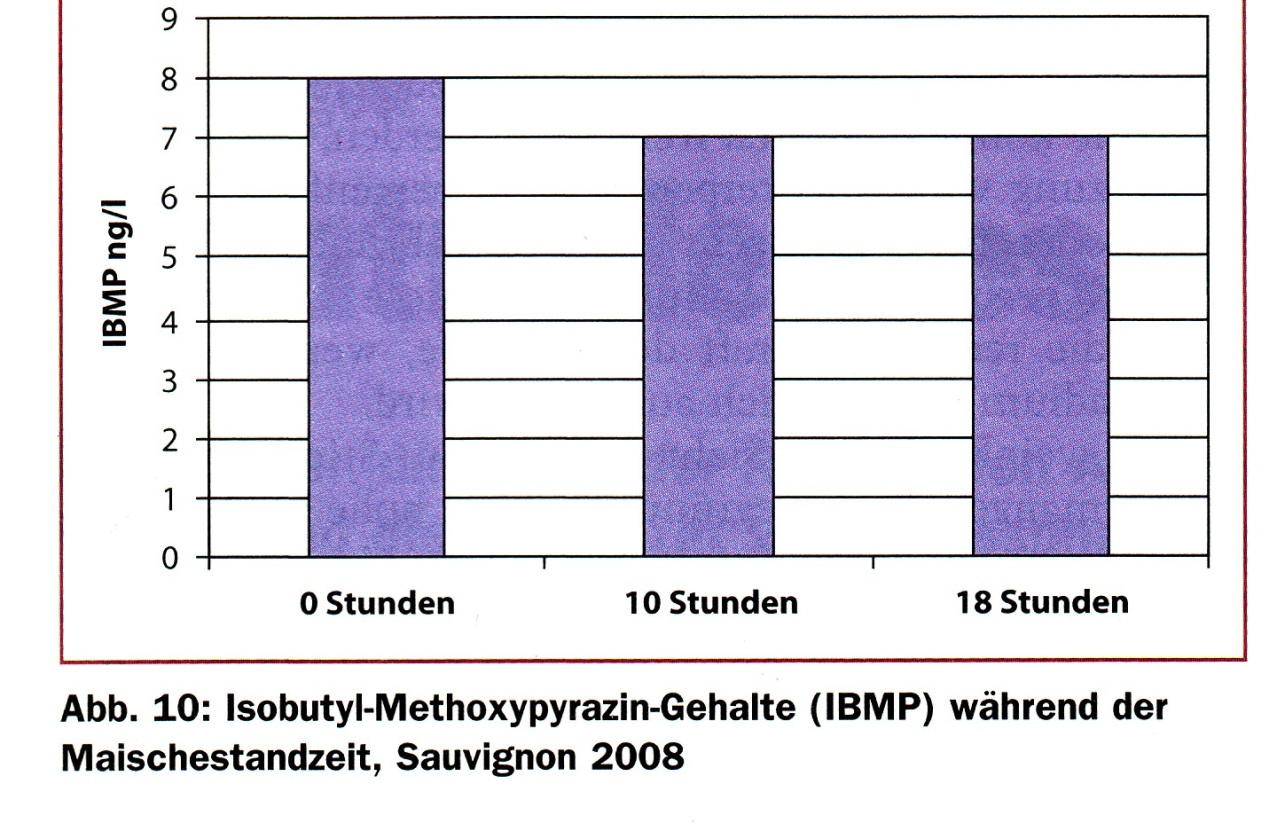 9
8
7
6
5
4
3
2
1
0
IBMP ng/l
0 Stunden 10 Stunden 18 Stunden
Abb. 10: Isobutyl-Methoxypyrazin-Gehalte (IBMP) während der
Maischestandzeit, Sauvignon 2008